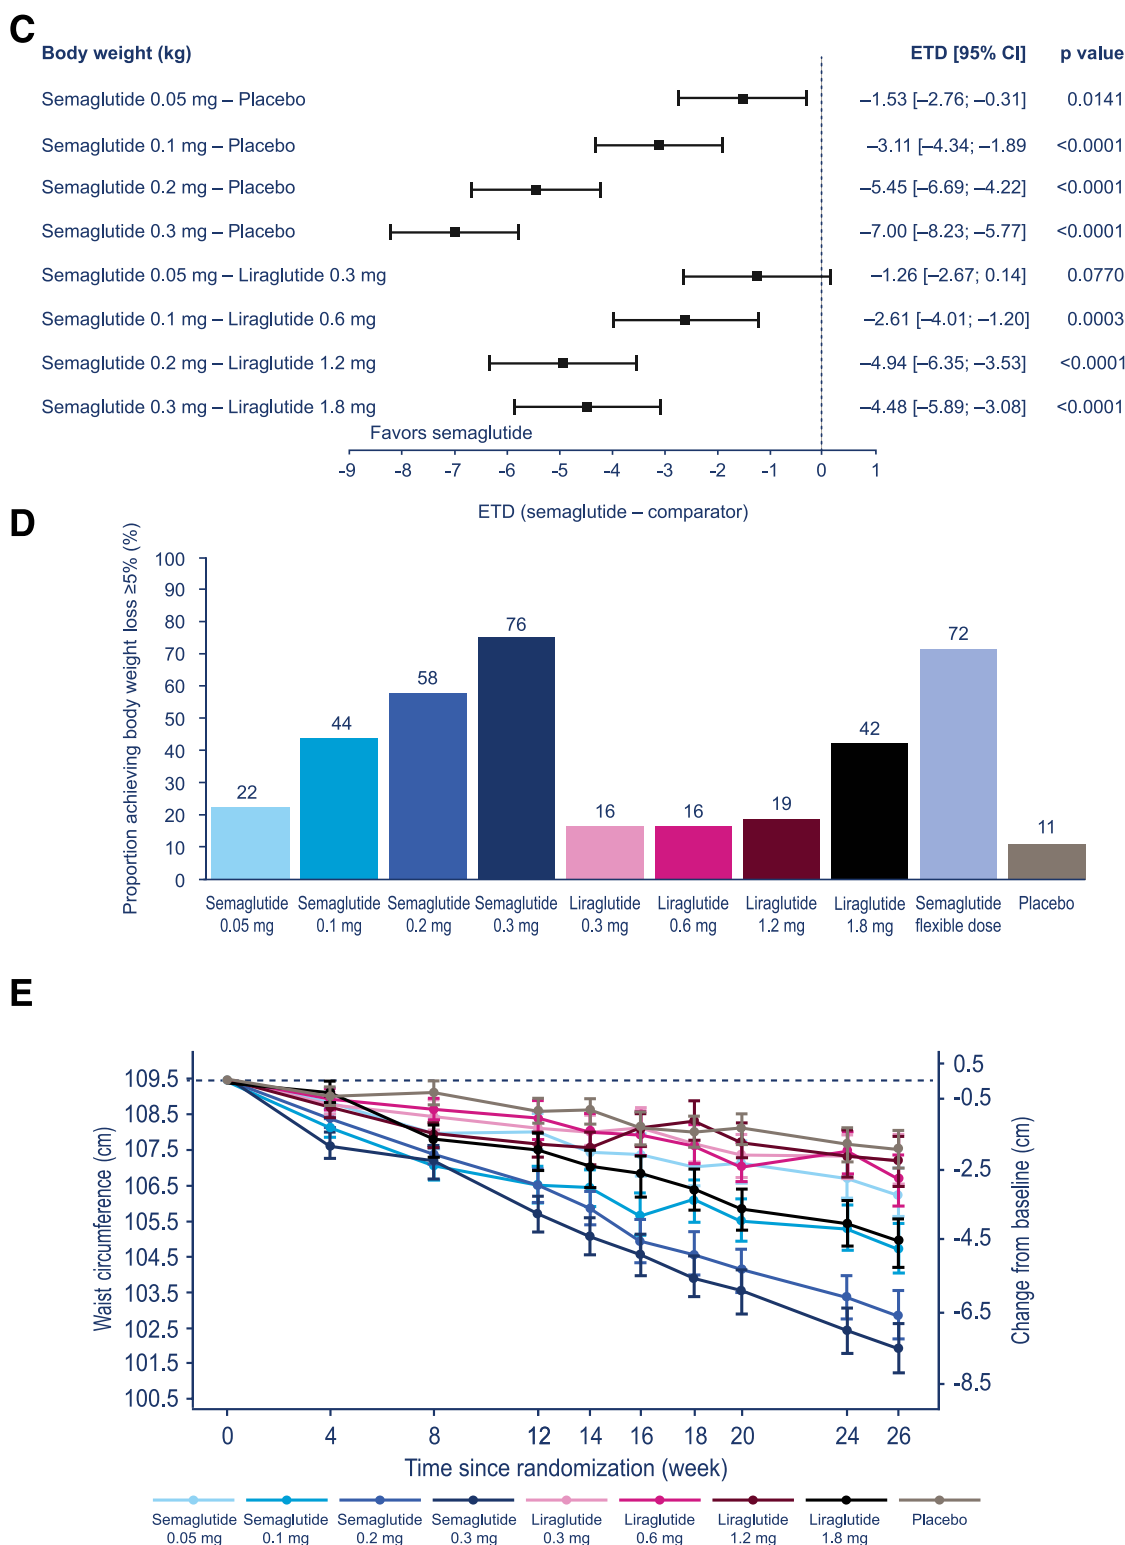 C
Body weight (kg) ETD [95% CI] p value
Semaglutide 0.05 mg – Placebo –1.53 [–2.76; –0.31] 0.0141
Semaglutide 0.1 mg – Placebo –3.11 [–4.34; –1.89 <0.0001
Semaglutide 0.2 mg – Placebo –5.45 [–6.69; –4.22] <0.0001
Semaglutide 0.3 mg – Placebo –7.00 [–8.23; –5.77] <0.0001
Semaglutide 0.05 mg – Liraglutide 0.3 mg –1.26 [–2.67; 0.14] 0.0770
Semaglutide 0.1 mg – Liraglutide 0.6 mg –2.61 [–4.01; –1.20] 0.0003
Semaglutide 0.2 mg – Liraglutide 1.2 mg –4.94 [–6.35; –3.53] <0.0001
Semaglutide 0.3 mg – Liraglutide 1.8 mg –4.48 [–5.89; –3.08] <0.0001
Favors semaglutide
-9 -8 -7 -6 -5 -4 -3 -2 -1 0 1
ETD (semaglutide – comparator)
D
Proportion achieving body weight loss ≥5% (%)
100
90
80
70
60
50
40
30
20
10
0
22 44 58 76 16 16 19 42 72 11
Semaglutide 0.05 mg
Semaglutide 0.1 mg
Semaglutide 0.2 mg
Semaglutide 0.3 mg
Liraglutide 0.3 mg
Liraglutide 0.6 mg
Liraglutide 1.2 mg
Liraglutide 1.8 mg
Semaglutide flexible dose
Placebo
E
Waist circumference (cm)
109.5
108.5
107.5
106.5
105.5
104.5
103.5
102.5
101.5
100.5
0.5
-0.5
-2.5
-4.5
-6.5
-8.5
Change from baseline (cm)
0 4 8 12 14 16 18 20 24 26
Time since randomization (week)
Semaglutide 0.05 mg
Semaglutide 0.1 mg
Semaglutide 0.2 mg
Semaglutide 0.3 mg
Liraglutide 0.3 mg
Liraglutide 0.6 mg
Liraglutide 1.2 mg
Liraglutide 1.8 mg
Placebo